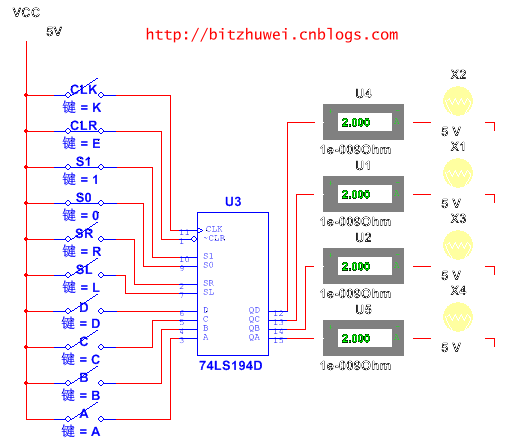 VCC
5V
http://bitzhuwei.cnblogs.com
CLK
键 = K
CLR
键 = E
S1
键 = 1
S0
键 = 0
SR
键 = R
SL
键 = L
D
键 = D
C
键 = C
B
键 = B
A
键 = A
U3
11 CLK
1 ~CLR
10 S1
9 S0
2 SR
7 SL
6 D QD 12
5 C QC 13
4 B QB 14
3 A QA 15
74LS194D
U4
2.000
1e-009Ohm
U1
2.000
1e-009Ohm
U2
2.000
1e-009Ohm
U5
2.000
1e-009Ohm
X2
5 V
X1
5 V
X3
5 V
X4
5 V